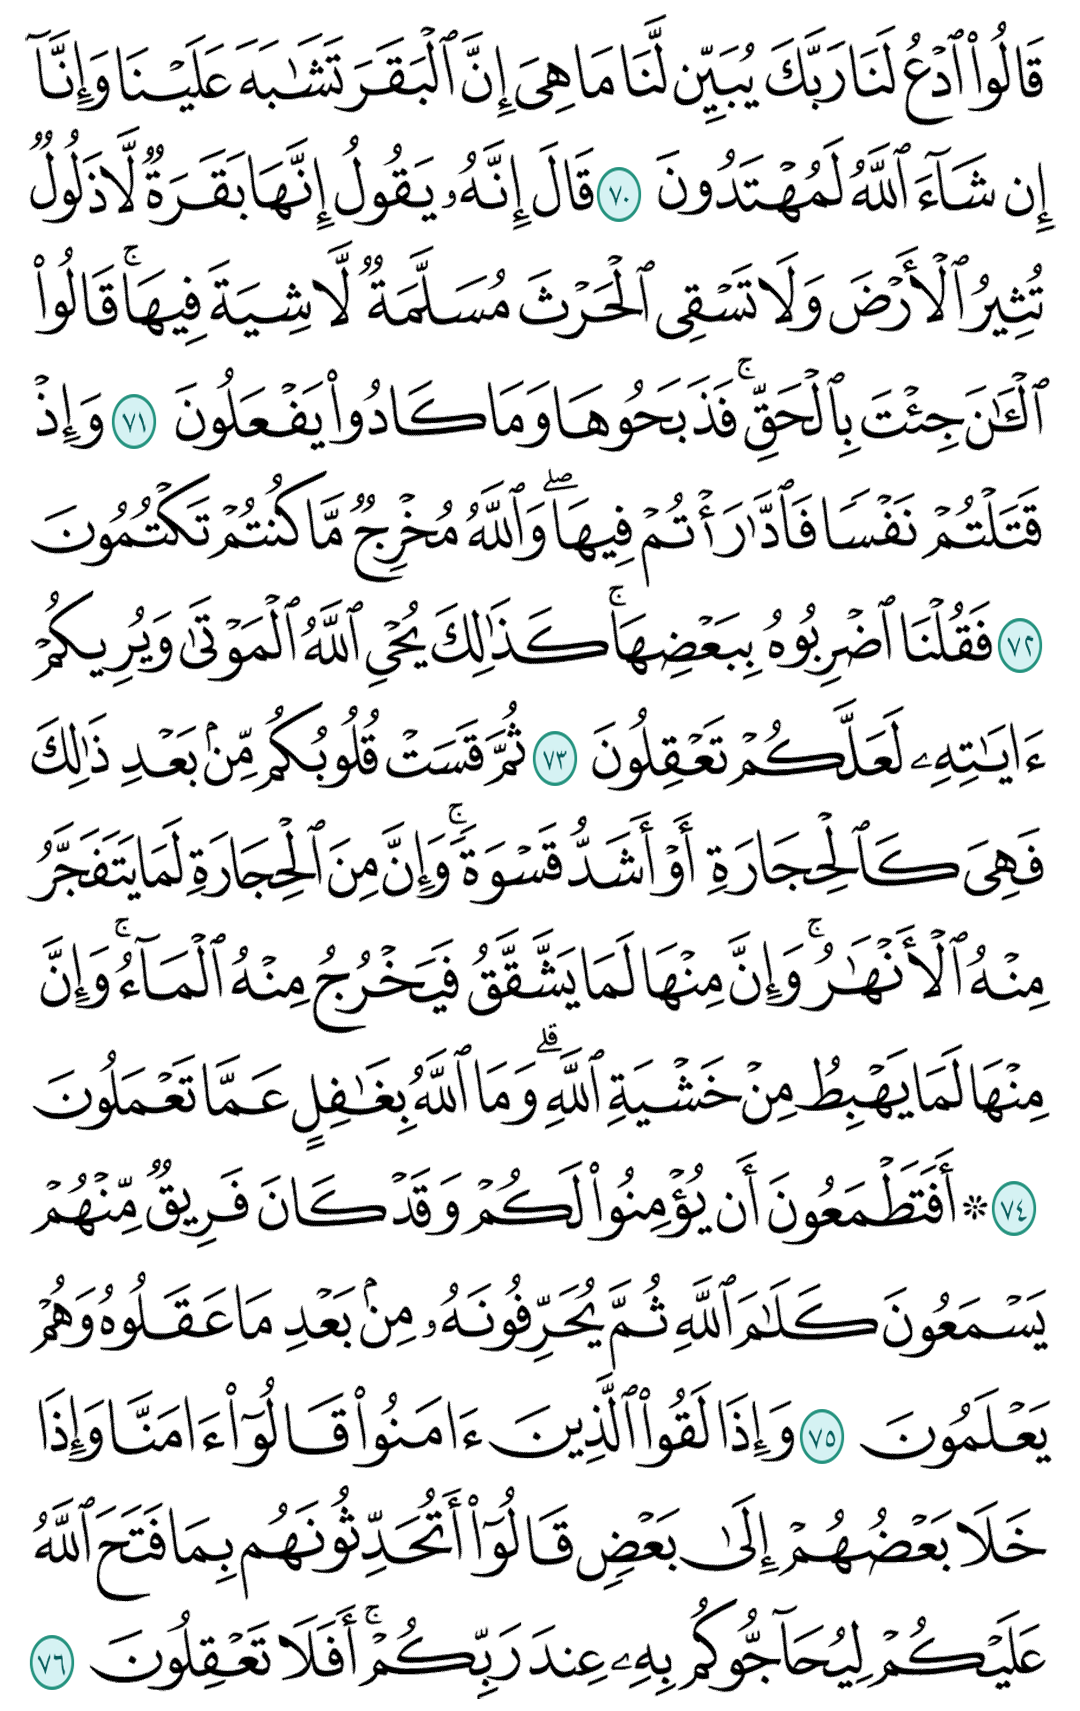 قَالُوا۟ ٱدْعُ لَنَا رَبَّكَ يُبَيِّن لَّنَا مَا هِىَ إِنَّ ٱلْبَقَرَ تَشَٰبَهَ عَلَيْنَا وَإِنَّآ
إِن شَآءَ ٱللَّهُ لَمُهْتَدُونَ ٧٠ قَالَ إِنَّهُۥ يَقُولُ إِنَّهَا بَقَرَةٌ لَّا ذَلُولٌ
تُثِيرُ ٱلْأَرْضَ وَلَا تَسْقِى ٱلْحَرْثَ مُسَلَّمَةٌ لَّا شِيَةَ فِيهَا ۚ قَالُوا۟
ٱلْـَٰٔنَ جِئْتَ بِٱلْحَقِّ ۚ فَذَبَحُوهَا وَمَا كَادُوا۟ يَفْعَلُونَ ٧١ وَإِذْ
قَتَلْتُمْ نَفْسًا فَٱدَّٰرَْٰٔتُمْ فِيهَا ۖ وَٱللَّهُ مُخْرِجٌ مَّا كُنتُمْ تَكْتُمُونَ
٧٢ فَقُلْنَا ٱضْرِبُوهُ بِبَعْضِهَا ۚ كَذَٰلِكَ يُحْىِ ٱللَّهُ ٱلْمَوْتَىٰ وَيُرِيكُمْ
ءَايَٰتِهِۦ لَعَلَّكُمْ تَعْقِلُونَ ٧٣ ثُمَّ قَسَتْ قُلُوبُكُم مِّنۢ بَعْدِ ذَٰلِكَ
فَهِىَ كَٱلْحِجَارَةِ أَوْ أَشَدُّ قَسْوَةً ۚ وَإِنَّ مِنَ ٱلْحِجَارَةِ لَمَا يَتَفَجَّرُ
مِنْهُ ٱلْأَنْهَٰرُ ۚ وَإِنَّ مِنْهَا لَمَا يَشَّقَّقُ فَيَخْرُجُ مِنْهُ ٱلْمَآءُ ۚ وَإِنَّ
مِنْهَا لَمَا يَهْبِطُ مِنْ خَشْيَةِ ٱللَّهِ ۗ وَمَا ٱللَّهُ بِغَٰفِلٍ عَمَّا تَعْمَلُونَ
٧٤ ۞ أَفَتَطْمَعُونَ أَن يُؤْمِنُوا۟ لَكُمْ وَقَدْ كَانَ فَرِيقٌ مِّنْهُمْ
يَسْمَعُونَ كَلَٰمَ ٱللَّهِ ثُمَّ يُحَرِّفُونَهُۥ مِنۢ بَعْدِ مَا عَقَلُوهُ وَهُمْ
يَعْلَمُونَ ٧٥ وَإِذَا لَقُوا۟ ٱلَّذِينَ ءَامَنُوا۟ قَالُوٓا۟ ءَامَنَّا وَإِذَا
خَلَا بَعْضُهُمْ إِلَىٰ بَعْضٍ قَالُوٓا۟ أَتُحَدِّثُونَهُم بِمَا فَتَحَ ٱللَّهُ
عَلَيْكُمْ لِيُحَآجُّوكُم بِهِۦ عِندَ رَبِّكُمْ ۚ أَفَلَا تَعْقِلُونَ ٧٦